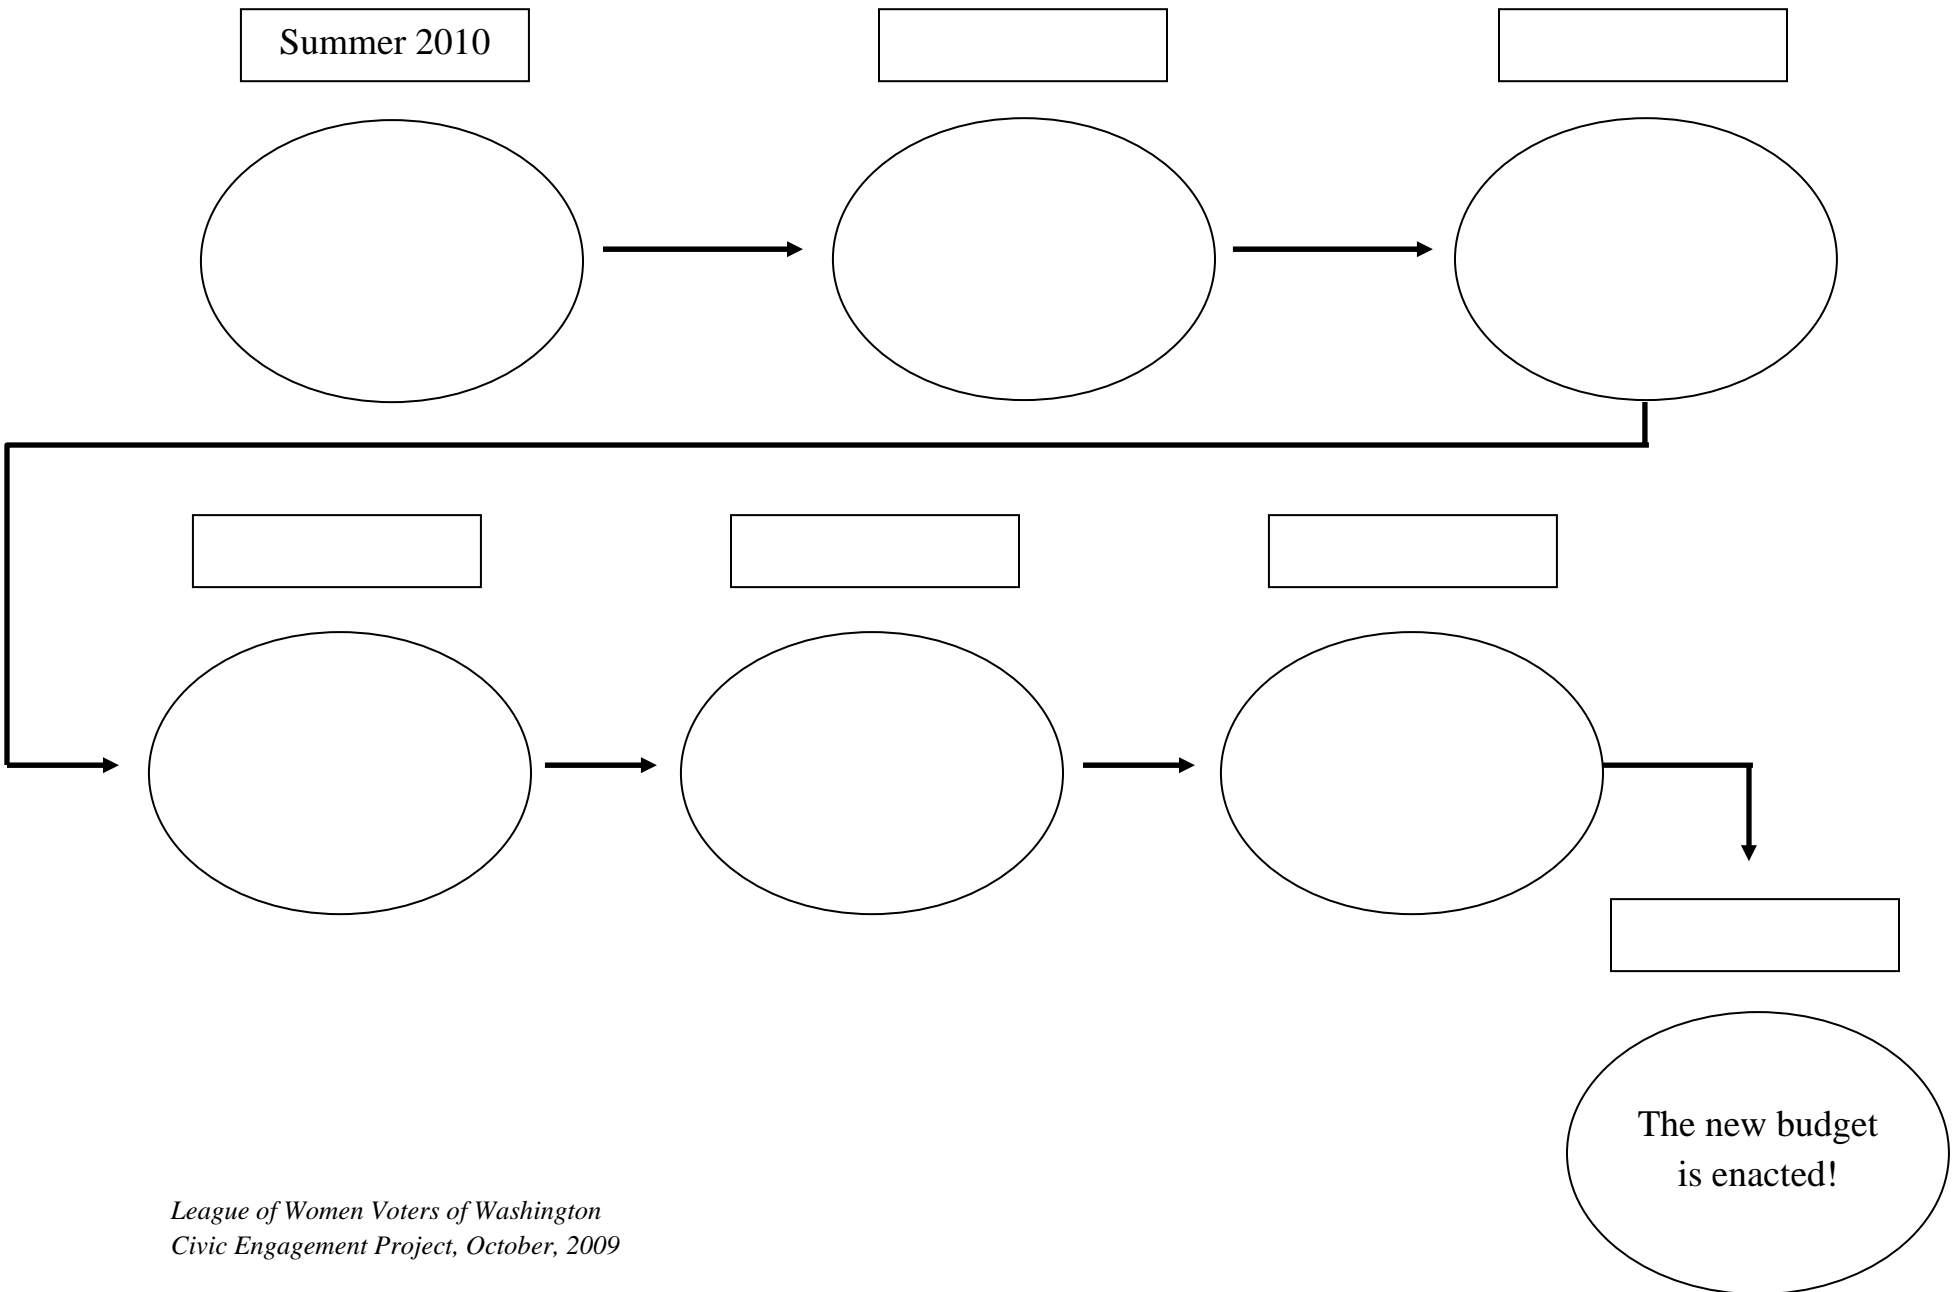 Summer 2010
The new budget
is enacted!
League of Women Voters of Washington
Civic Engagement Project, October, 2009